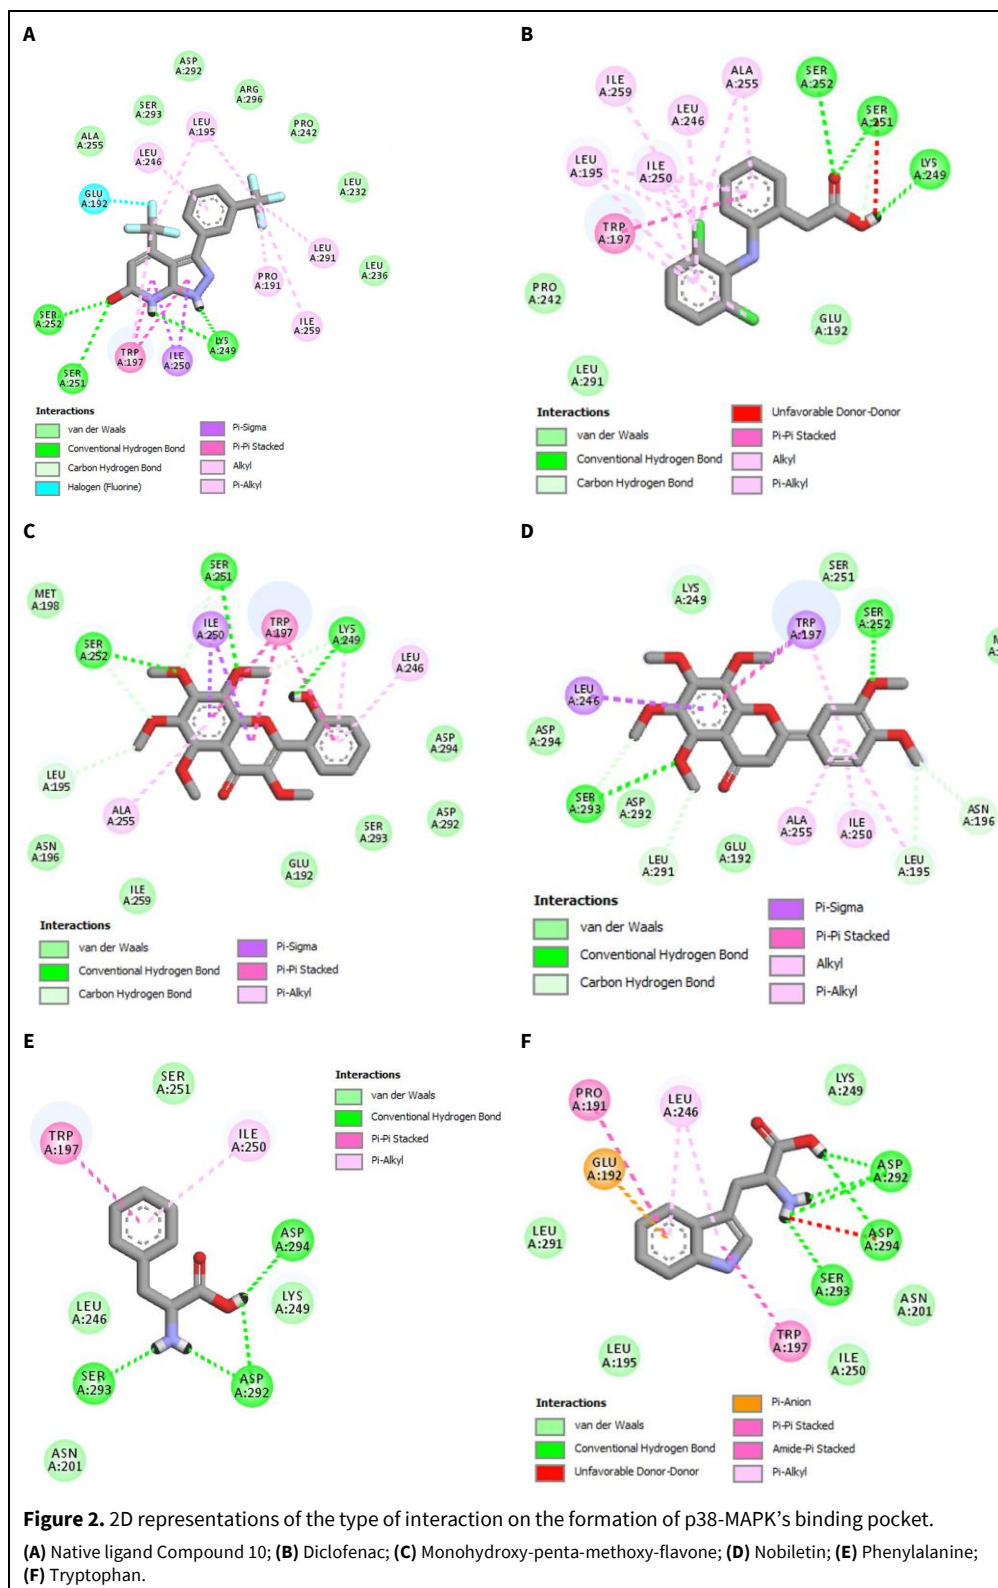 A
ASP
A:292
ARG
A:296
SER
A:293
LEU
A:195
PRO
A:242
ALA
A:255
LEU
A:246
GLU
A:192
LEU
A:232
LEU
A:291
LEU
A:236
PRO
A:191
ILE
A:259
SER
A:252
LYS
A:249
TRP
A:197
ILE
A:250
SER
A:251
Interactions
van der Waals
Conventional Hydrogen Bond
Carbon Hydrogen Bond
Halogen (Fluorine)
Pi-Sigma
Pi-Pi Stacked
Alkyl
Pi-Alkyl
B
ILE
A:259
ALA
A:255
SER
A:252
LEU
A:246
SER
A:251
LEU
A:195
ILE
A:250
LYS
A:249
TRP
A:197
PRO
A:242
GLU
A:192
LEU
A:291
Interactions
van der Waals
Conventional Hydrogen Bond
Carbon Hydrogen Bond
Unfavorable Donor-Donor
Pi-Pi Stacked
Alkyl
Pi-Alkyl
C
SER
A:251
MET
A:198
ILE
A:250
TRP
A:197
LYS
A:249
SER
A:252
LEU
A:246
LEU
A:195
ASP
A:294
ALA
A:255
ASP
A:292
SER
A:293
ASN
A:196
GLU
A:192
ILE
A:259
Interactions
van der Waals
Conventional Hydrogen Bond
Carbon Hydrogen Bond
Pi-Sigma
Pi-Pi Stacked
Pi-Alkyl
D
LYS
A:249
SER
A:251
TRP
A:197
SER
A:252
LEU
A:246
ASP
A:294
SER
A:293
ASP
A:292
ALA
A:255
ILE
A:250
ASN
A:196
LEU
A:291
GLU
A:192
LEU
A:195
Interactions
van der Waals
Conventional Hydrogen Bond
Carbon Hydrogen Bond
Pi-Sigma
Pi-Pi Stacked
Alkyl
Pi-Alkyl
E
SER
A:251
TRP
A:197
ILE
A:250
ASP
A:294
LEU
A:246
LYS
A:249
SER
A:293
ASP
A:292
ASN
A:201
Interactions
van der Waals
Conventional Hydrogen Bond
Pi-Pi Stacked
Pi-Alkyl
F
PRO
A:191
LEU
A:246
LYS
A:249
GLU
A:192
ASP
A:292
LEU
A:291
ASP
A:294
SER
A:293
ASN
A:201
TRP
A:197
LEU
A:195
ILE
A:250
Interactions
van der Waals
Conventional Hydrogen Bond
Unfavorable Donor-Donor
Pi-Anion
Pi-Pi Stacked
Amide-Pi Stacked
Pi-Alkyl
Figure 2. 2D representations of the type of interaction on the formation of p38-MAPK's binding pocket.
(A) Native ligand Compound 10; (B) Diclofenac; (C) Monohydroxy-penta-methoxy-flavone; (D) Nobiletin; (E) Phenylalanine;
(F) Tryptophan.